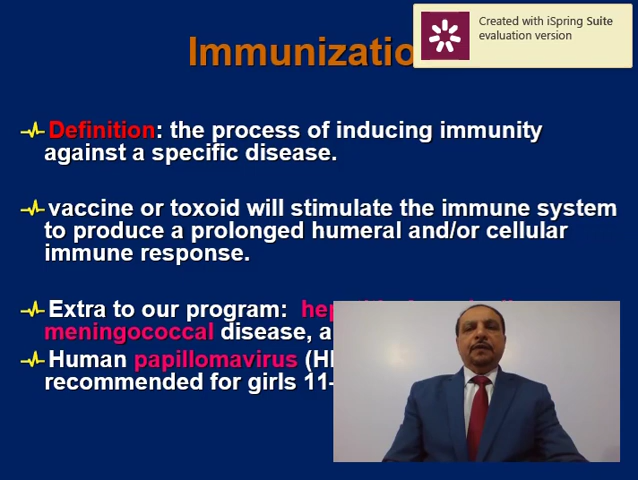 Created with iSpring Suite
evaluation version
Immunizatio
Definition: the process of inducing immunity
against a specific disease.
vaccine or toxoid will stimulate the immune system
to produce a prolonged humeral and/or cellular
immune response.
Extra to our program:
meningococcal disease, a
Human papillomavirus (H
recommended for girls 11-